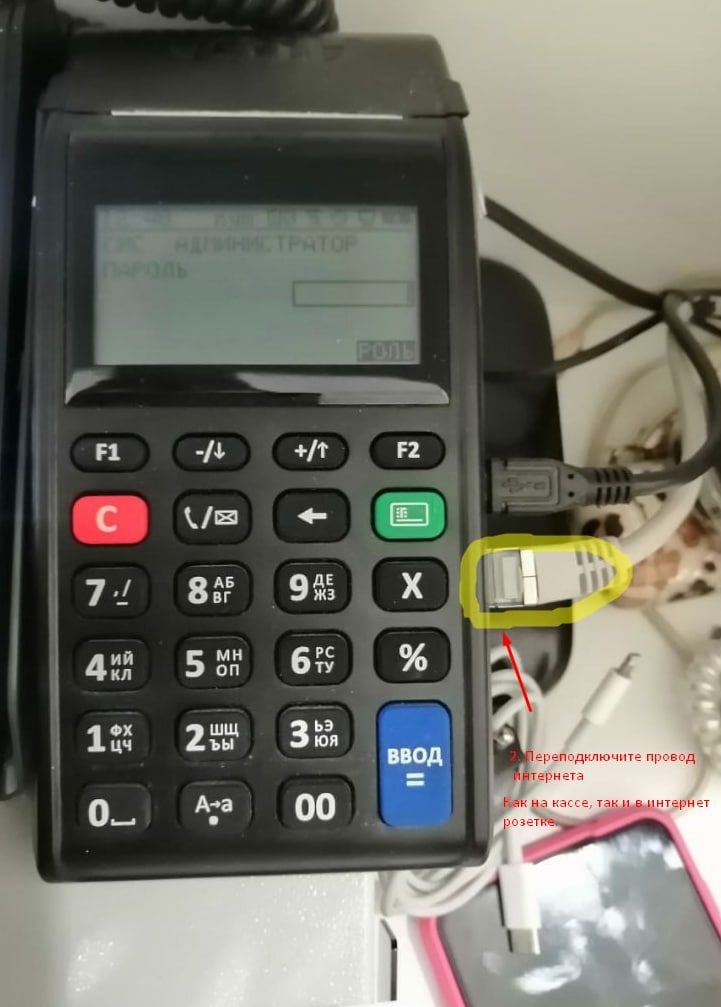 СИС АДМИНИСТРАТОР
ПАРОЛЬ
РОЛЬ
F1 -/↓ +/↑ F2
C /✉ ← 
7 ,/_ 8 АБ ВГ 9 ДЕ ЖЗ X
4 ИЙ КЛ 5 МН ОП 6 РС ТУ %
1 ФХ ЦЧ 2 ШЩ ЪЫ 3 ЬЭ ЮЯ ВВОД =
0 A→a 00
2. Переподключите провод
интернета
Как на кассе, так и в интернет
розетке.